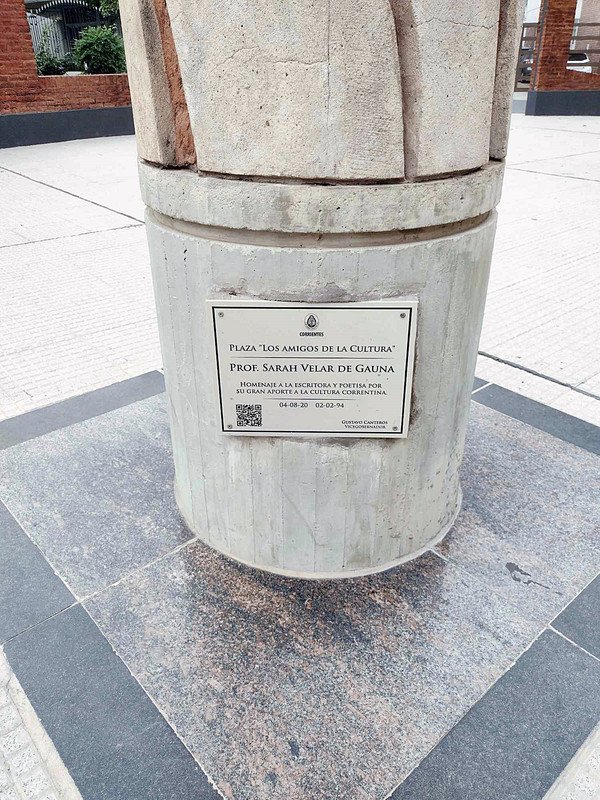 CORRIENTES
PLAZA "LOS AMIGOS DE LA CULTURA"
PROF. SARAH VELAR DE GAUNA
HOMENAJE A LA ESCRITORA Y POETISA POR
SU GRAN APORTE A LA CULTURA CORRENTINA.
04-08-20 02-02-94
GUSTAVO CANTEROS
VICEGOBERNADOR